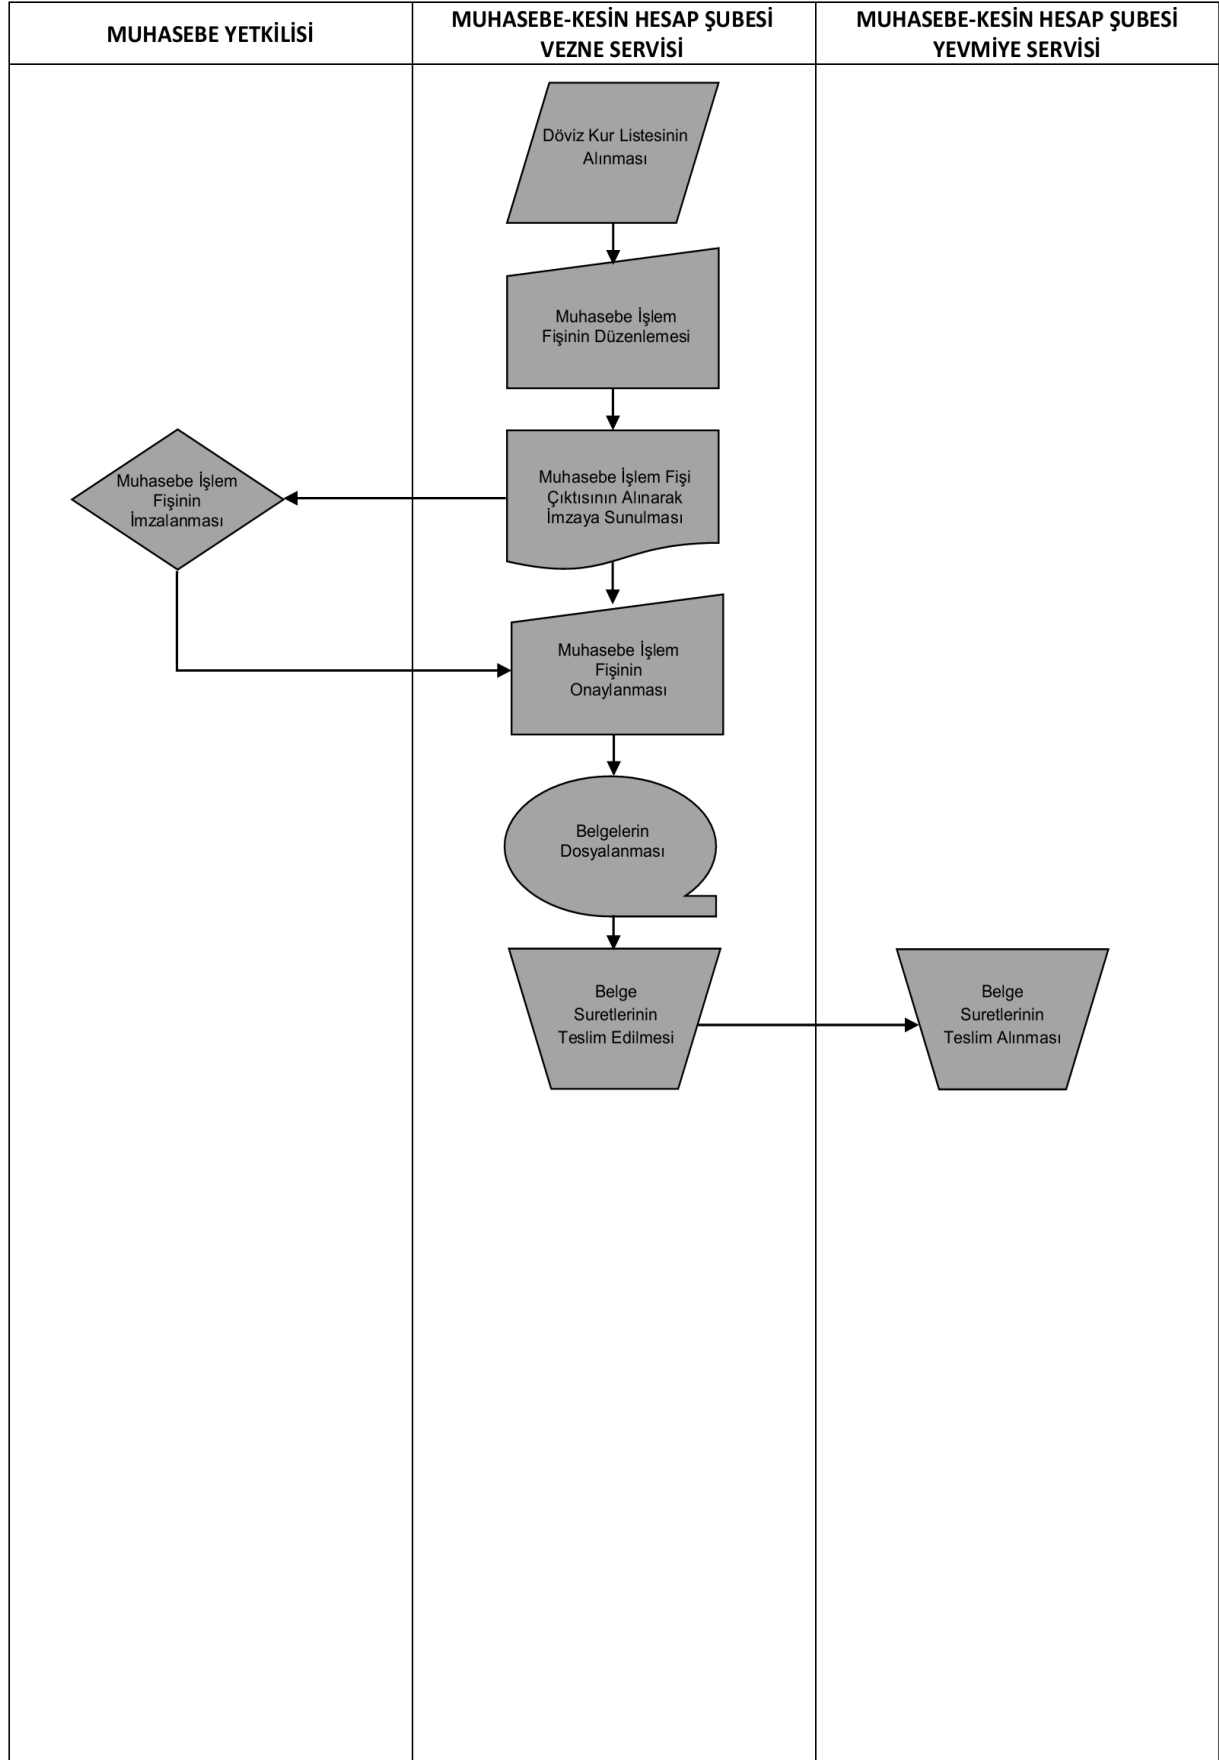 MUHASEBE YETKİLİSİ
MUHASEBE-KESİN HESAP ŞUBESİ
VEZNE SERVİSİ
MUHASEBE-KESİN HESAP ŞUBESİ
YEVMİYE SERVİSİ
Döviz Kur Listesinin
Alınması
Muhasebe İşlem
Fişinin Düzenlemesi
Muhasebe İşlem Fişi
Çıktısının Alınarak
İmzaya Sunulması
Muhasebe İşlem
Fişinin
İmzalanması
Muhasebe İşlem
Fişinin
Onaylanması
Belgelerin
Dosyalanması
Belge
Suretlerinin
Teslim Edilmesi
Belge
Suretlerinin
Teslim Alınması